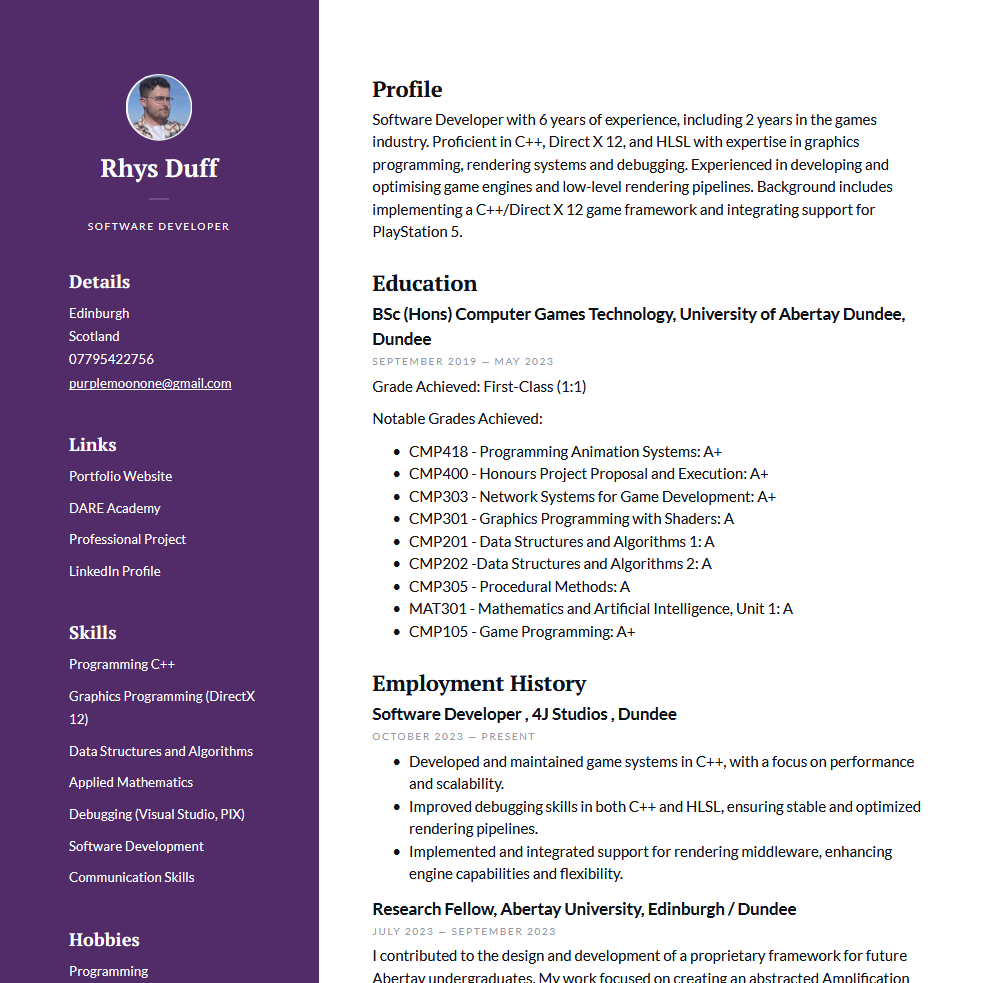 Rhys Duff
SOFTWARE DEVELOPER
Details
Edinburgh
Scotland
07795422756
purplemoonone@gmail.com
Links
Portfolio Website
DARE Academy
Professional Project
LinkedIn Profile
Skills
Programming C++
Graphics Programming (DirectX
12)
Data Structures and Algorithms
Applied Mathematics
Debugging (Visual Studio, PIX)
Software Development
Communication Skills
Hobbies
Programming
Profile
Software Developer with 6 years of experience, including 2 years in the games
industry. Proficient in C++, Direct X 12, and HLSL with expertise in graphics
programming, rendering systems and debugging. Experienced in developing and
optimising game engines and low-level rendering pipelines. Background includes
implementing a C++/Direct X 12 game framework and integrating support for
PlayStation 5.
Education
BSc (Hons) Computer Games Technology, University of Abertay Dundee,
Dundee
SEPTEMBER 2019 — MAY 2023
Grade Achieved: First-Class (1:1)
Notable Grades Achieved:
• CMP418 - Programming Animation Systems: A+
• CMP400 - Honours Project Proposal and Execution: A+
• CMP303 - Network Systems for Game Development: A+
• CMP301 - Graphics Programming with Shaders: A
• CMP201 - Data Structures and Algorithms 1: A
• CMP202 -Data Structures and Algorithms 2: A
• CMP305 - Procedural Methods: A
• MAT301 - Mathematics and Artificial Intelligence, Unit 1: A
• CMP105 - Game Programming: A+
Employment History
Software Developer , 4J Studios , Dundee
OCTOBER 2023 — PRESENT
• Developed and maintained game systems in C++, with a focus on performance
and scalability.
• Improved debugging skills in both C++ and HLSL, ensuring stable and optimized
rendering pipelines.
• Implemented and integrated support for rendering middleware, enhancing
engine capabilities and flexibility.
Research Fellow, Abertay University, Edinburgh / Dundee
JULY 2023 — SEPTEMBER 2023
I contributed to the design and development of a proprietary framework for future
Abertay undergraduates. My work focused on creating an abstracted Amplification